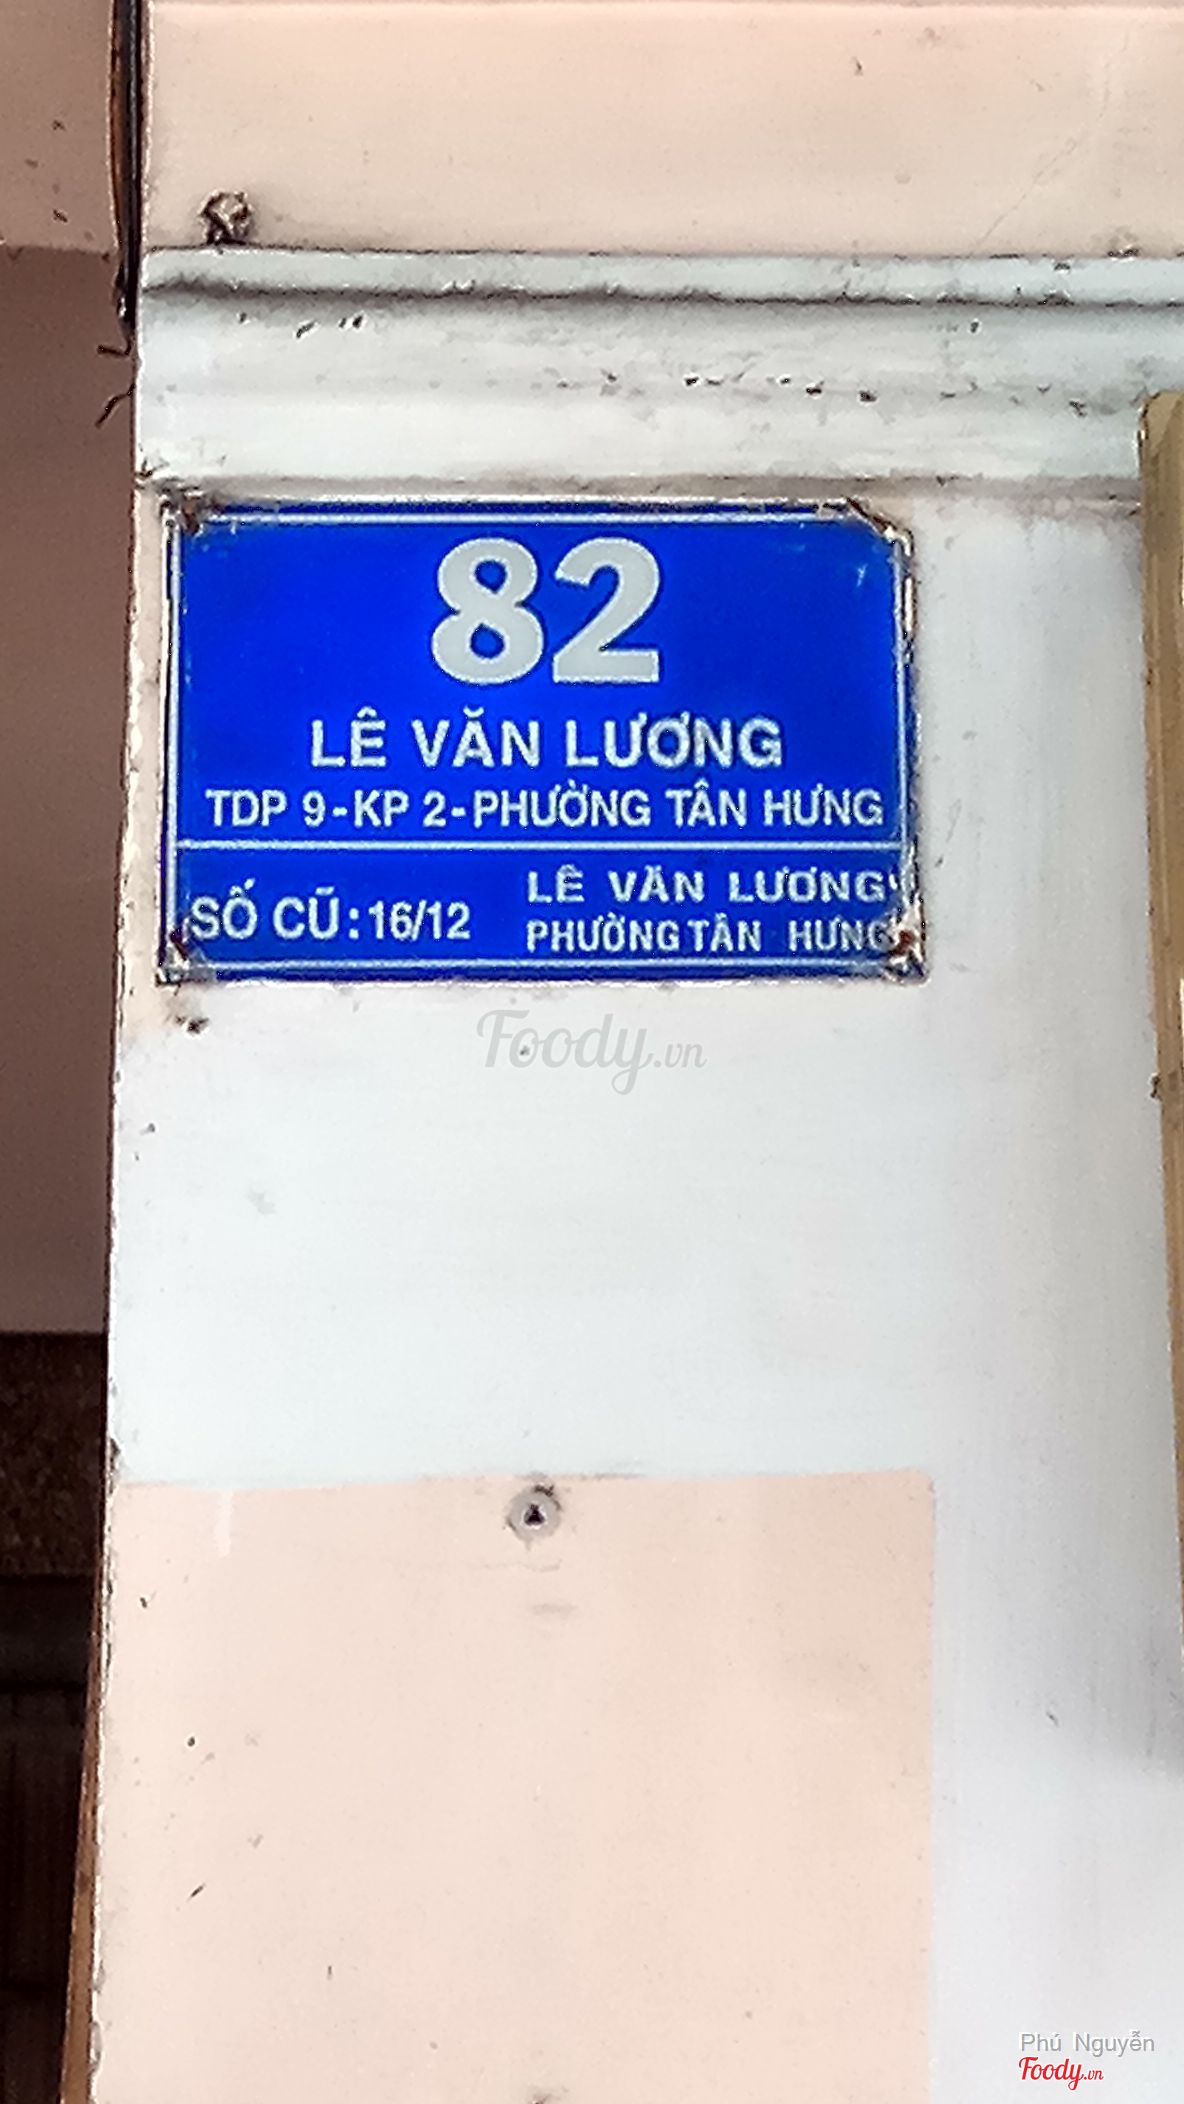 82
LÊ VĂN LƯƠNG
TDP 9-KP 2-PHƯỜNG TÂN HƯNG
SỐ CŨ: 16/12
LÊ VĂN LƯƠNG
PHƯỜNG TÂN HƯNG
Foody.vn
Phú Nguyễn
Foody.vn